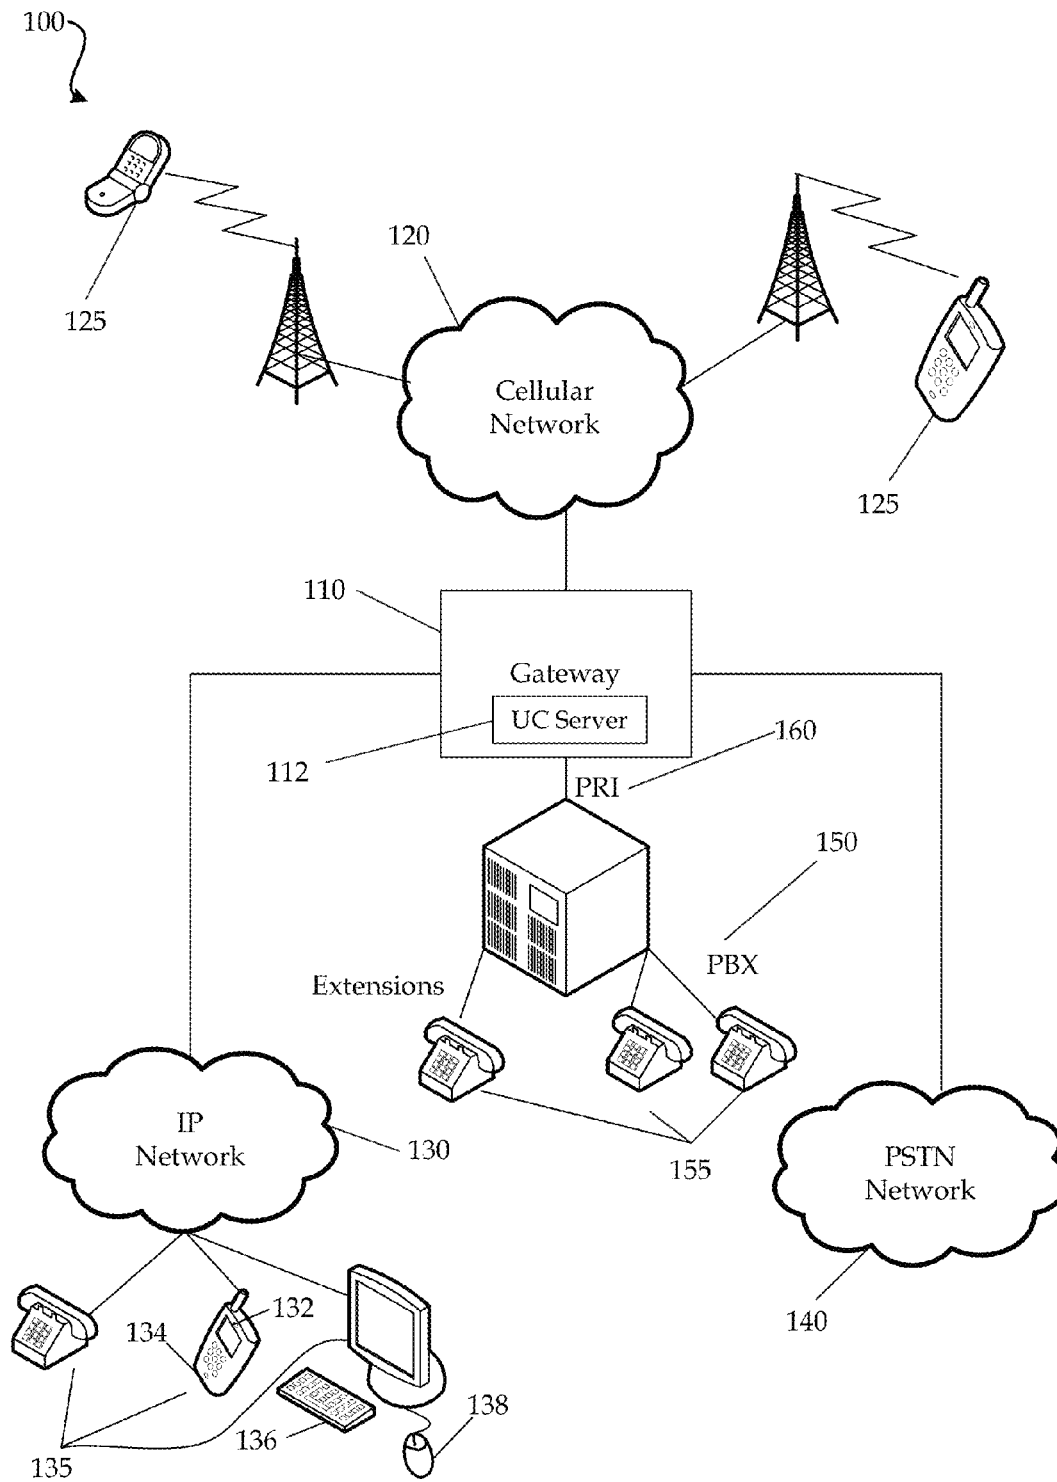 100
125
120
Cellular
Network
125
110
Gateway
UC Server
112
PRI
160
150
PBX
Extensions
IP
Network
130
155
PSTN
Network
140
132
134
135
136
138